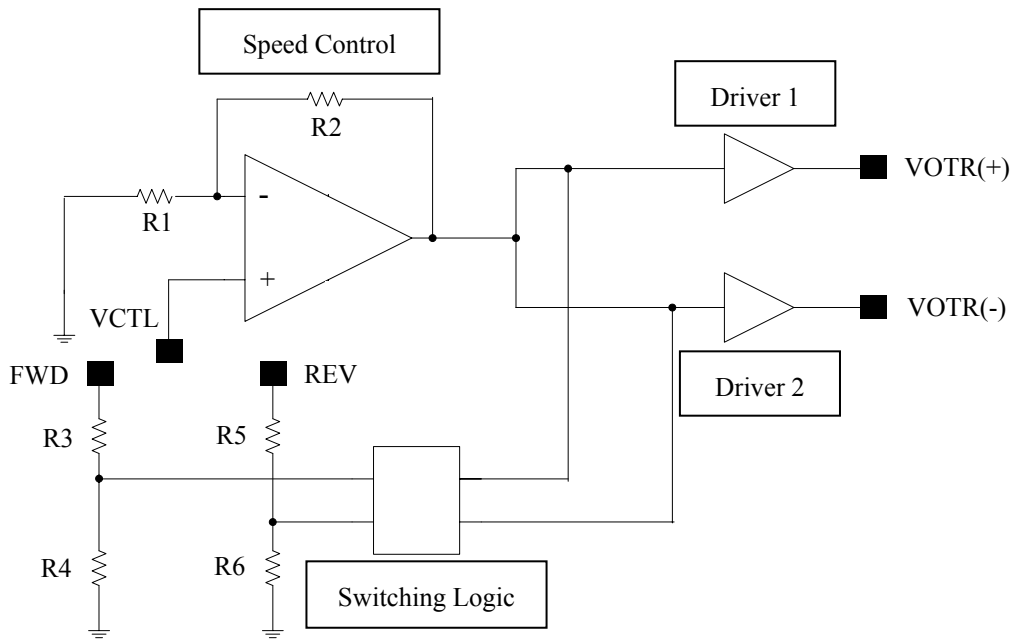 Speed Control
R2
Driver 1
-
R1
VOTR(+)
+
VCTL
VOTR(-)
FWD
REV
Driver 2
R3
R5
R4
R6
Switching Logic